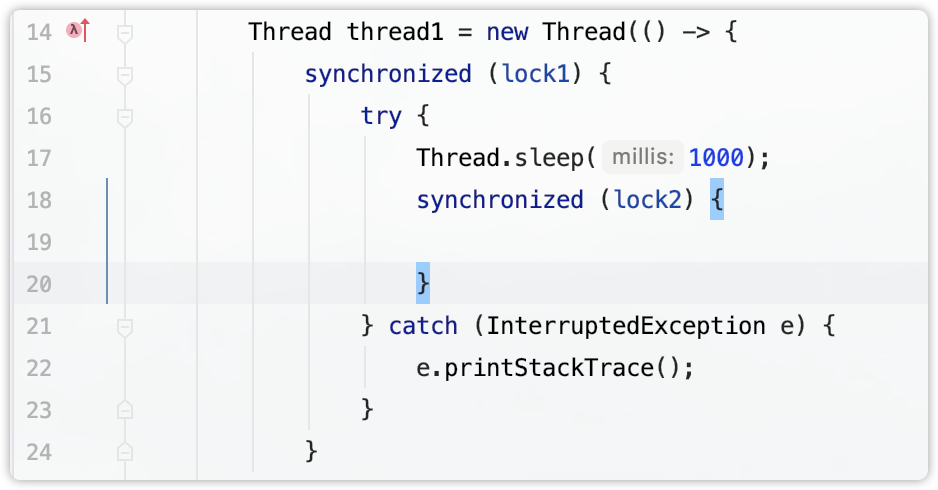 14 λ Thread thread1 = new Thread(() -> {
15 synchronized (lock1) {
16 try {
17 Thread.sleep( millis: 1000);
18 synchronized (lock2) {
19
20 }
21 } catch (InterruptedException e) {
22 e.printStackTrace();
23 }
24 }